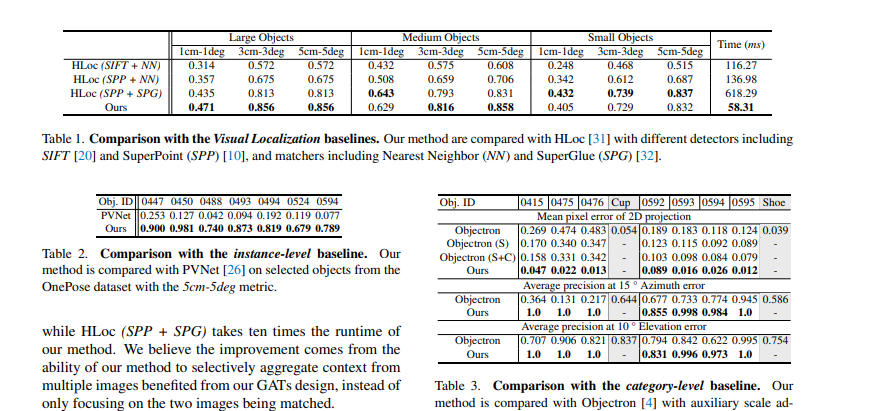 Large Objects Medium Objects Small Objects Time (ms)
1cm-1deg 3cm-3deg 5cm-5deg 1cm-1deg 3cm-3deg 5cm-5deg 1cm-1deg 3cm-3deg 5cm-5deg
HLoc (SIFT + NN) 0.314 0.572 0.572 0.432 0.575 0.608 0.248 0.468 0.515 116.27
HLoc (SPP + NN) 0.357 0.675 0.675 0.508 0.659 0.706 0.342 0.612 0.687 136.98
HLoc (SPP + SPG) 0.435 0.813 0.813 0.643 0.793 0.831 0.432 0.739 0.837 618.29
Ours 0.471 0.856 0.856 0.629 0.816 0.858 0.405 0.729 0.832 58.31
Table 1. Comparison with the Visual Localization baselines. Our method are compared with HLoc [31] with different detectors including
SIFT [20] and SuperPoint (SPP) [10], and matchers including Nearest Neighbor (NN) and SuperGlue (SPG) [32].
Obj. ID 0447 0450 0488 0493 0494 0524 0594
PVNet 0.253 0.127 0.042 0.094 0.192 0.119 0.077
Ours 0.900 0.981 0.740 0.873 0.819 0.679 0.789
Table 2. Comparison with the instance-level baseline. Our
method is compared with PVNet [26] on selected objects from the
OnePose dataset with the 5cm-5deg metric.
while HLoc (SPP + SPG) takes ten times the runtime of
our method. We believe the improvement comes from the
ability of our method to selectively aggregate context from
multiple images benefited from our GATs design, instead of
only focusing on the two images being matched.
Obj. ID 0415 0475 0476 Cup 0592 0593 0594 0595 Shoe
Mean pixel error of 2D projection
Objectron 0.269 0.474 0.483 0.054 0.189 0.183 0.118 0.124 0.039
Objectron (S) 0.170 0.340 0.347 - 0.123 0.115 0.092 0.089 -
Objectron (S+C) 0.158 0.331 0.342 - 0.103 0.098 0.084 0.079 -
Ours 0.047 0.022 0.013 - 0.089 0.016 0.026 0.012 -
Average precision at 15 ° Azimuth error
Objectron 0.364 0.131 0.217 0.644 0.677 0.733 0.774 0.945 0.586
Ours 1.0 1.0 1.0 - 0.855 0.998 0.984 1.0 -
Average precision at 10 ° Elevation error
Objectron 0.707 0.906 0.821 0.837 0.794 0.842 0.622 0.995 0.754
Ours 1.0 1.0 1.0 - 0.831 0.996 0.973 1.0 -
Table 3. Comparison with the category-level baseline. Our
method is compared with Objectron [4] with auxiliary scale ad-